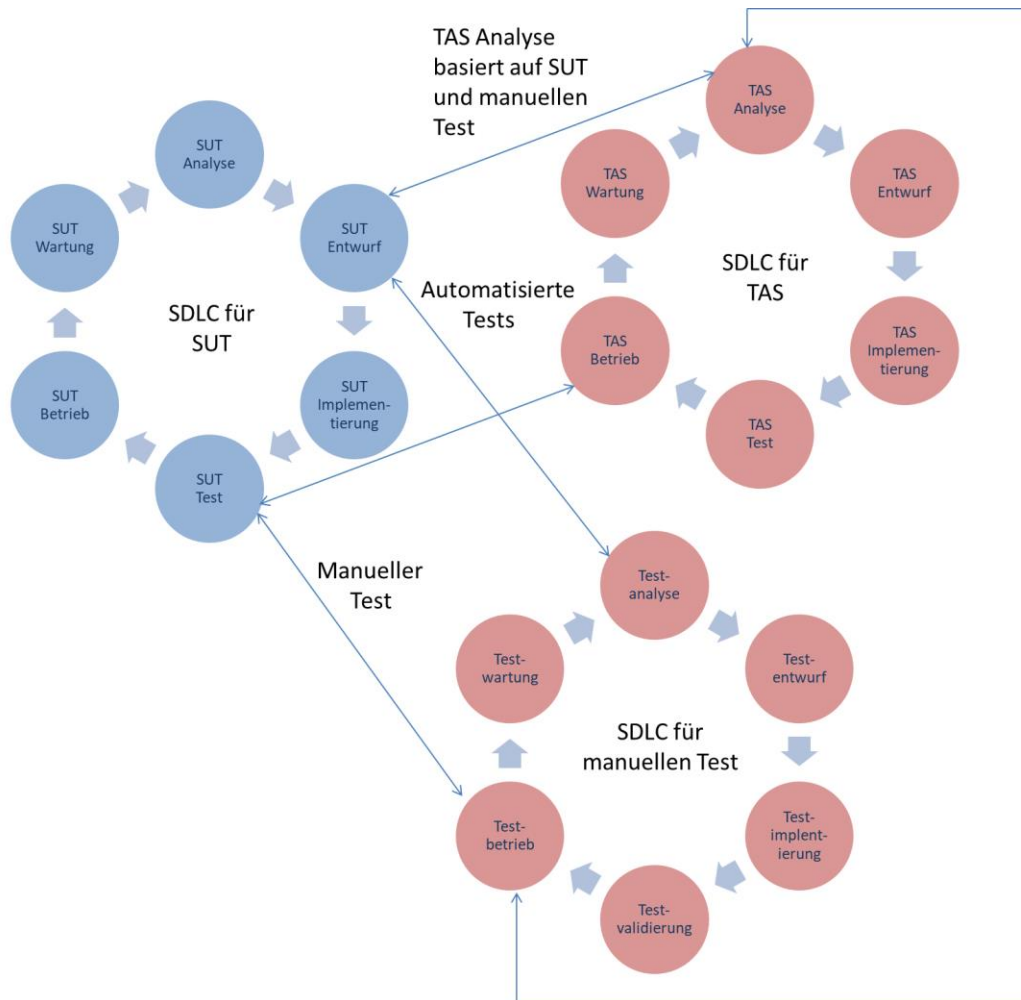 TAS Analyse
basiert auf SUT
und manuellen
Test
SUT
Analyse
SUT
Entwurf
SUT
Implemen-
tierung
SUT
Test
SUT
Betrieb
SUT
Wartung
SDLC für
SUT
TAS
Analyse
TAS
Entwurf
TAS
Implemen-
tierung
TAS
Test
TAS
Betrieb
TAS
Wartung
SDLC für
TAS
Automatisierte
Tests
Manueller
Test
Test-
analyse
Test-
entwurf
Test-
implent-
ierung
Test-
validierung
Test-
betrieb
Test-
wartung
SDLC für
manuellen Test